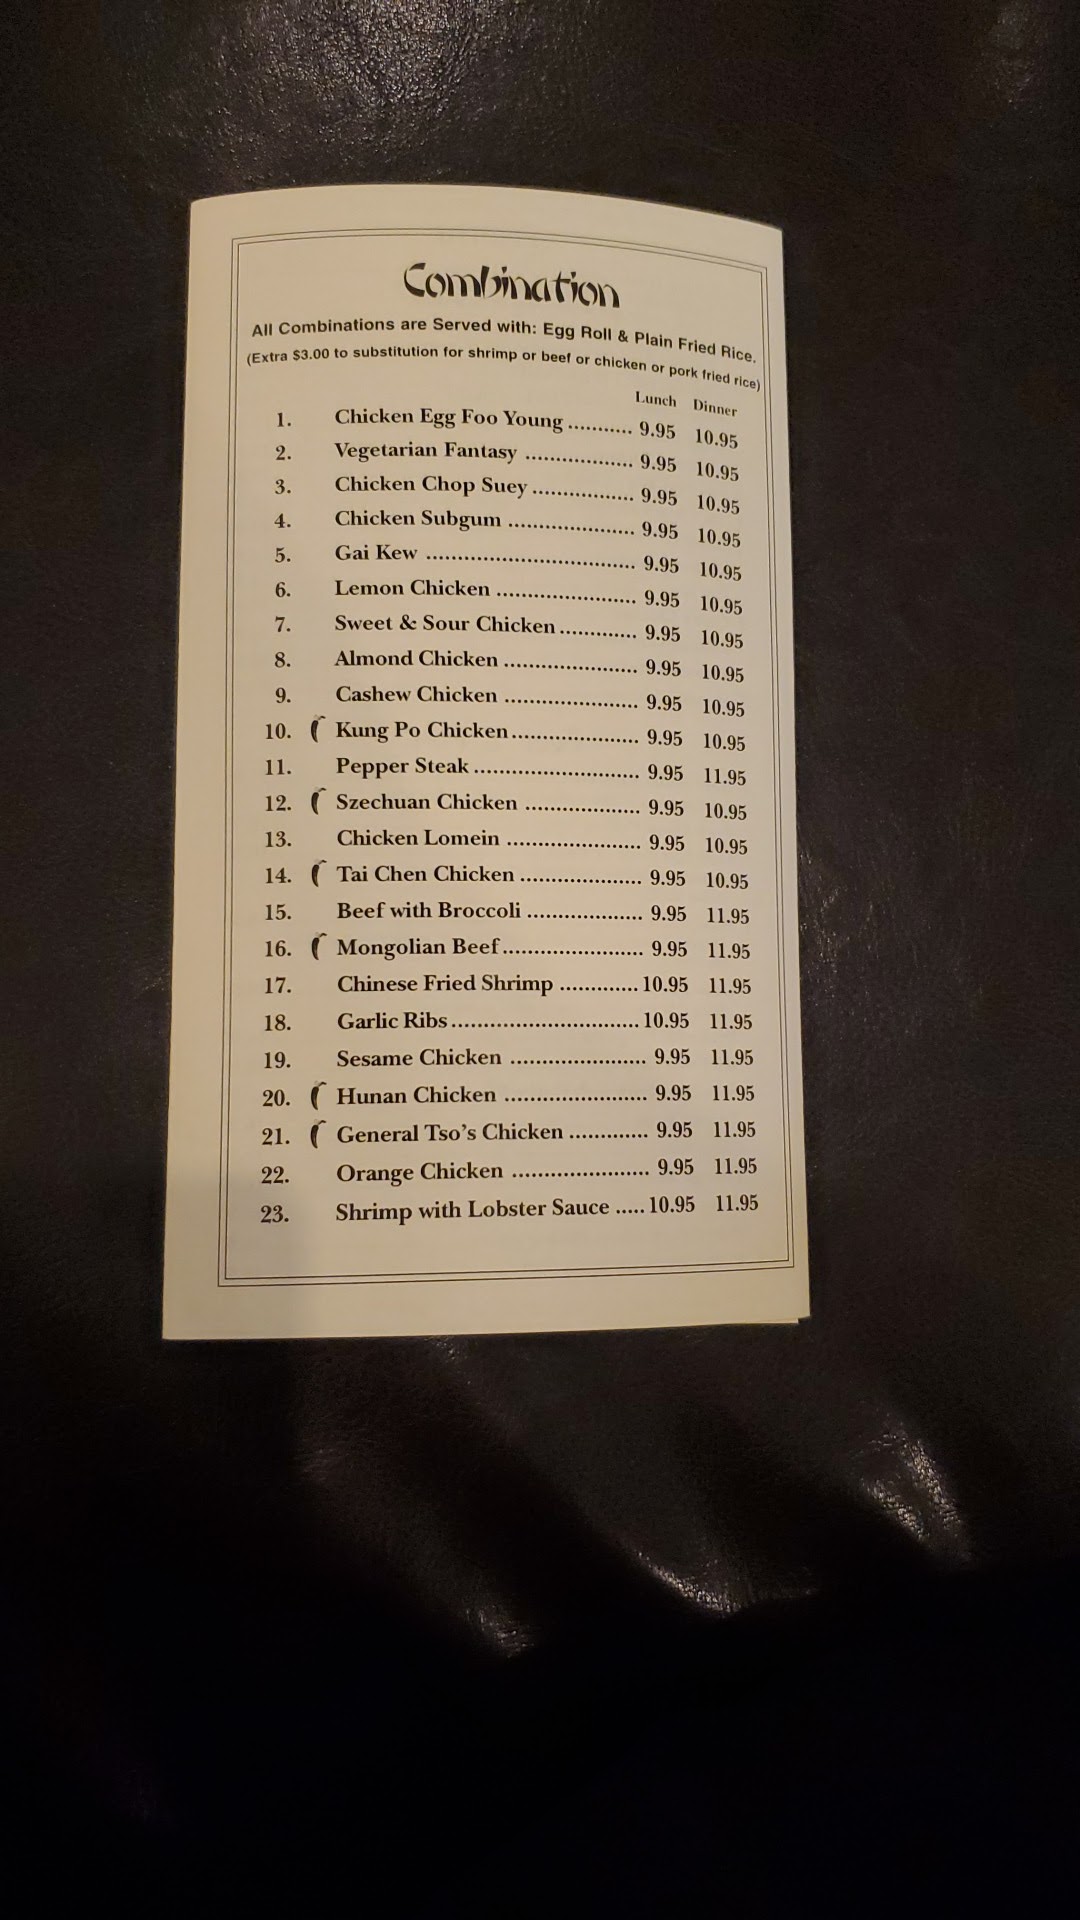 Combination
All Combinations are Served with: Egg Roll & Plain Fried Rice.
(Extra $3.00 to substitution for shrimp or beef or chicken or pork fried rice)
Lunch Dinner
1. Chicken Egg Foo Young ........... 9.95 10.95
2. Vegetarian Fantasy .................. 9.95 10.95
3. Chicken Chop Suey ................. 9.95 10.95
4. Chicken Subgum ..................... 9.95 10.95
5. Gai Kew ................................... 9.95 10.95
6. Lemon Chicken ....................... 9.95 10.95
7. Sweet & Sour Chicken ............. 9.95 10.95
8. Almond Chicken ...................... 9.95 10.95
9. Cashew Chicken ...................... 9.95 10.95
10. Kung Po Chicken ..................... 9.95 10.95
11. Pepper Steak ............................ 9.95 11.95
12. Szechuan Chicken ................... 9.95 10.95
13. Chicken Lomein ...................... 9.95 10.95
14. Tai Chen Chicken .................... 9.95 10.95
15. Beef with Broccoli ................... 9.95 11.95
16. Mongolian Beef ....................... 9.95 11.95
17. Chinese Fried Shrimp ............. 10.95 11.95
18. Garlic Ribs ............................... 10.95 11.95
19. Sesame Chicken ...................... 9.95 11.95
20. Hunan Chicken ........................ 9.95 11.95
21. General Tso's Chicken ............. 9.95 11.95
22. Orange Chicken ....................... 9.95 11.95
23. Shrimp with Lobster Sauce ..... 10.95 11.95